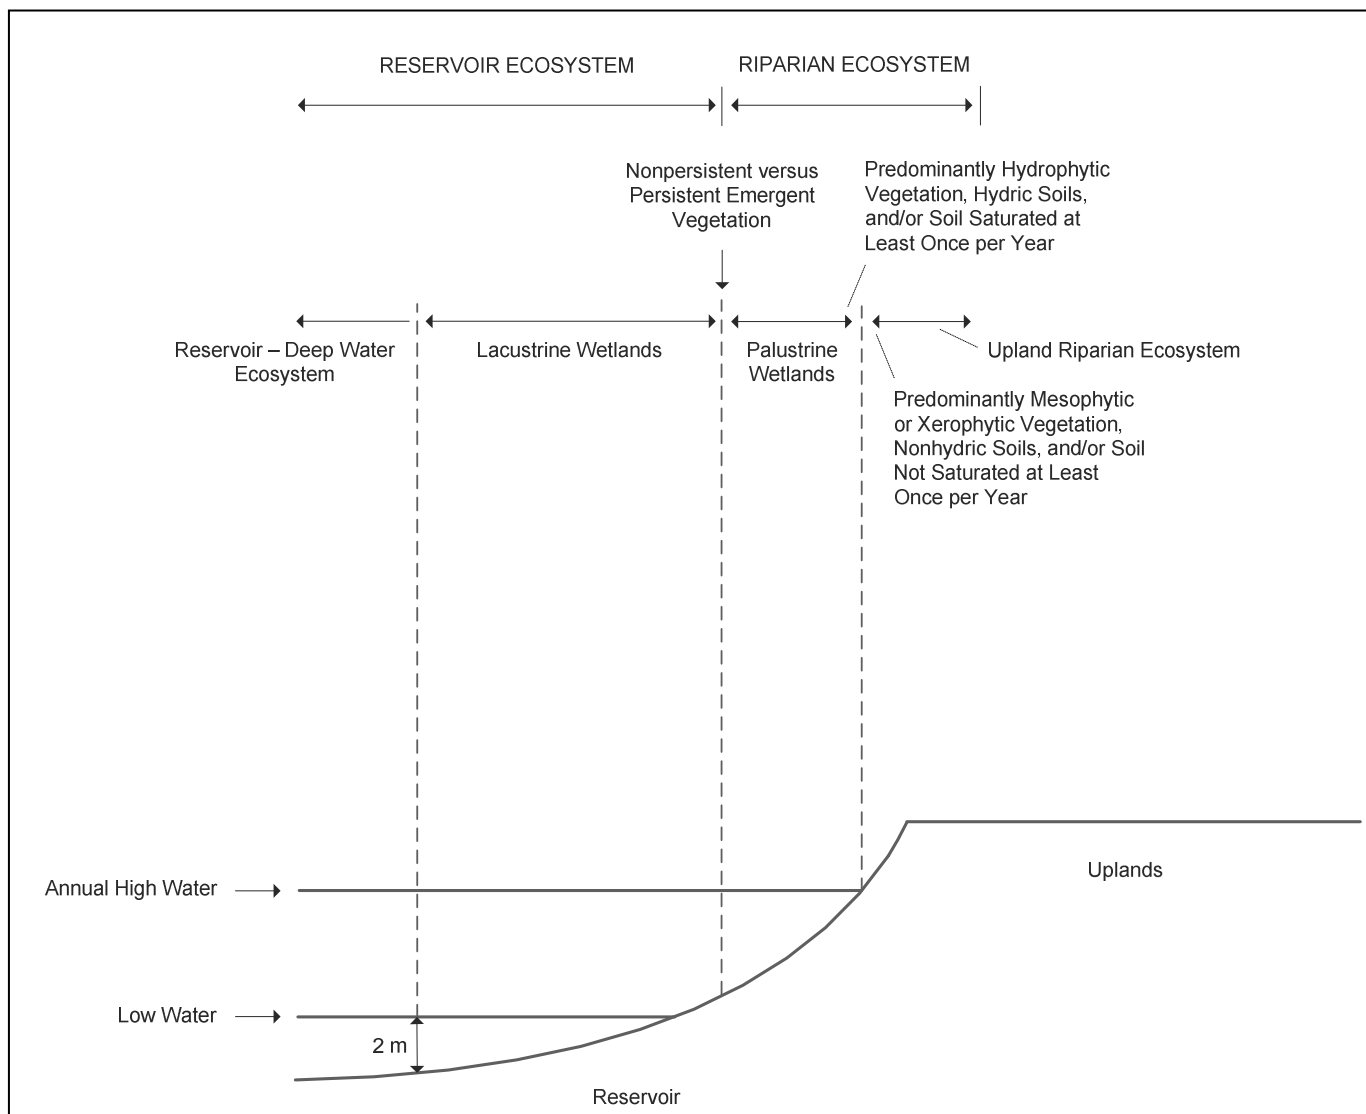 RESERVOIR ECOSYSTEM
RIPARIAN ECOSYSTEM
Nonpersistent versus
Persistent Emergent
Vegetation
Predominantly Hydrophytic
Vegetation, Hydric Soils,
and/or Soil Saturated at
Least Once per Year
Reservoir – Deep Water
Ecosystem
Lacustrine Wetlands
Palustrine
Wetlands
Upland Riparian Ecosystem
Predominantly Mesophytic
or Xerophytic Vegetation,
Nonhydric Soils, and/or Soil
Not Saturated at Least
Once per Year
Annual High Water
Uplands
Low Water
2 m
Reservoir